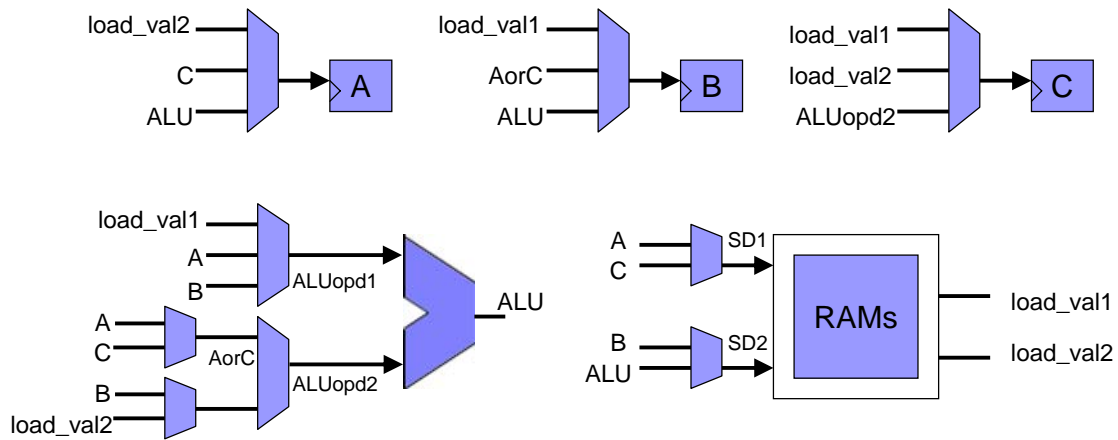 load_val2
C
ALU
A
load_val1
AorC
ALU
B
load_val1
load_val2
ALUopd2
C
load_val1
A
B
ALUopd1
A
C
AorC
B
load_val2
ALUopd2
ALU
A
C
SD1
B
ALU
SD2
RAMs
load_val1
load_val2